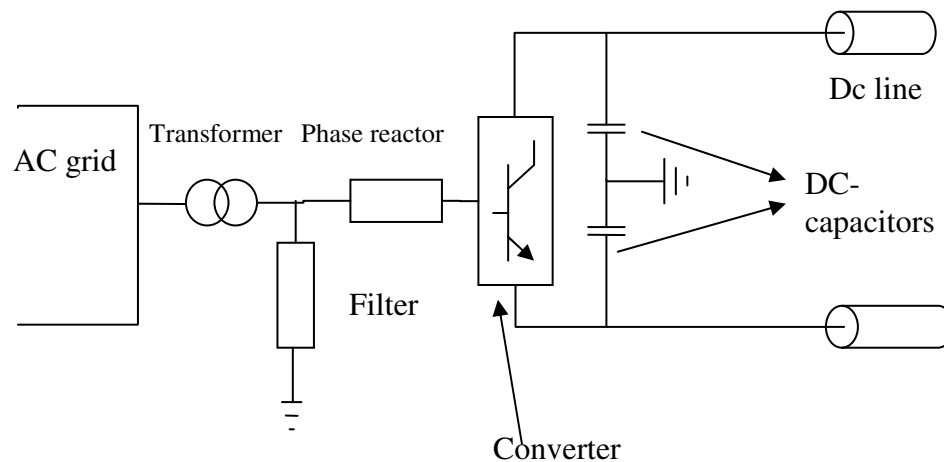 Dc line
Transformer
Phase reactor
AC grid
DC-
capacitors
Filter
Converter